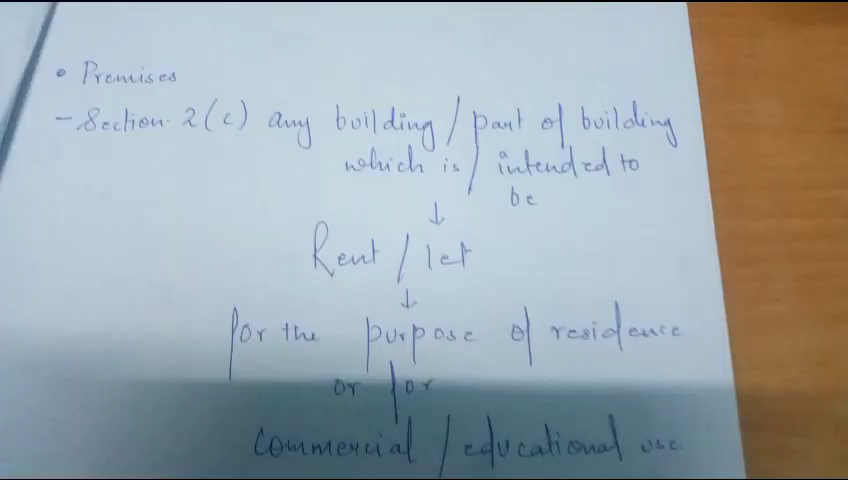 • Premises
- Section 2(c) any building / part of building
which is / intended to
be
↓
Rent / let
↓
for the purpose of residence
or for
commercial / educational use